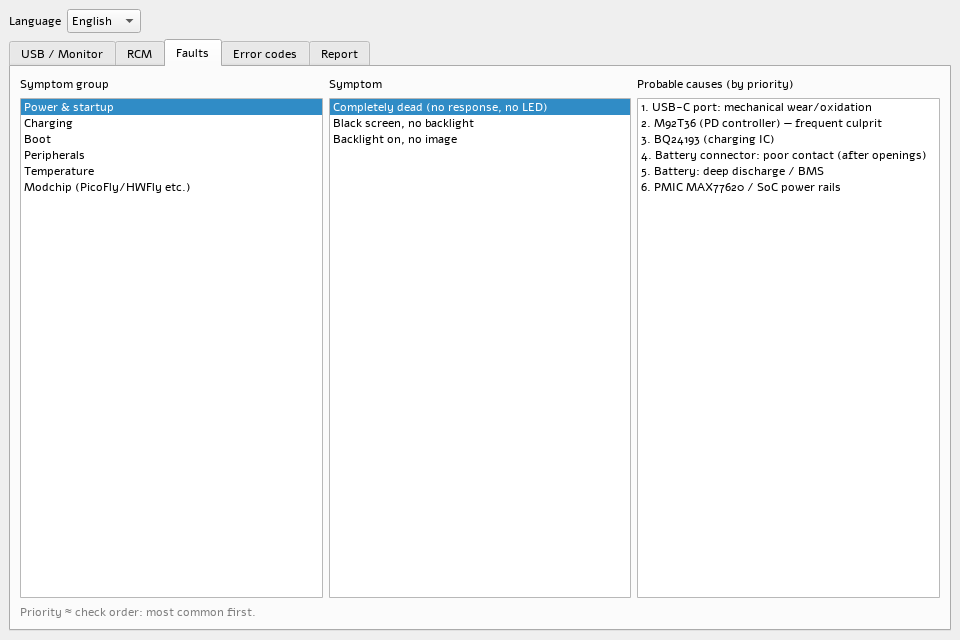 Language English
USB / Monitor RCM Faults Error codes Report
Symptom group
Power & startup
Charging
Boot
Peripherals
Temperature
Modchip (PicoFly/HWFly etc.)
Symptom
Completely dead (no response, no LED)
Black screen, no backlight
Backlight on, no image
Probable causes (by priority)
1. USB-C port: mechanical wear/oxidation
2. M92T36 (PD controller) — frequent culprit
3. BQ24193 (charging IC)
4. Battery connector: poor contact (after openings)
5. Battery: deep discharge / BMS
6. PMIC MAX77620 / SoC power rails
Priority ≈ check order: most common first.